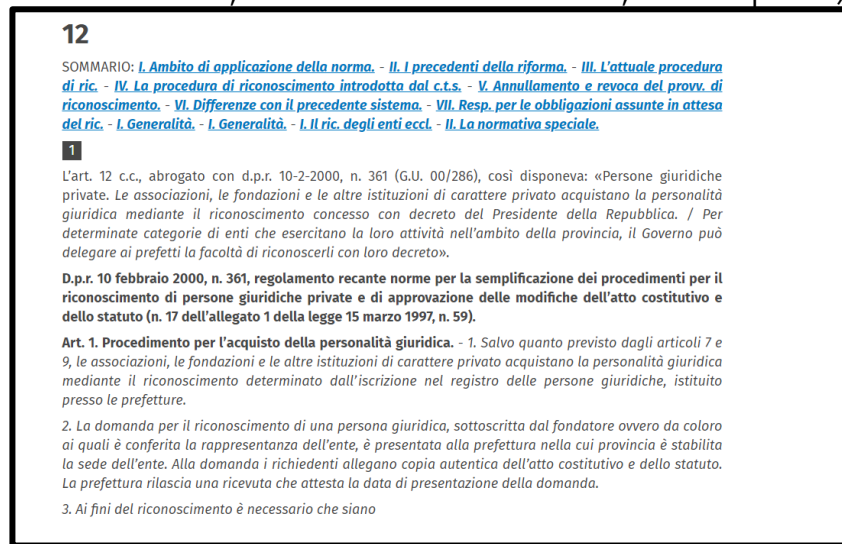 12
SOMMARIO: I. Ambito di applicazione della norma. - II. I precedenti della riforma. - III. L'attuale procedura
di ric. - IV. La procedura di riconoscimento introdotta dal c.t.s. - V. Annullamento e revoca del provv. di
riconoscimento. - VI. Differenze con il precedente sistema. - VII. Resp. per le obbligazioni assunte in attesa
del ric. - I. Generalità. - I. Generalità. - I. Il ric. degli enti eccl. - II. La normativa speciale.
1
L'art. 12 c.c., abrogato con d.p.r. 10-2-2000, n. 361 (G.U. 00/286), così disponeva: «Persone giuridiche
private. Le associazioni, le fondazioni e le altre istituzioni di carattere privato acquistano la personalità
giuridica mediante il riconoscimento concesso con decreto del Presidente della Repubblica. / Per
determinate categorie di enti che esercitano la loro attività nell'ambito della provincia, il Governo può
delegare ai prefetti la facoltà di riconoscerli con loro decreto».
D.p.r. 10 febbraio 2000, n. 361, regolamento recante norme per la semplificazione dei procedimenti per il
riconoscimento di persone giuridiche private e di approvazione delle modifiche dell'atto costitutivo e
dello statuto (n. 17 dell'allegato 1 della legge 15 marzo 1997, n. 59).
Art. 1. Procedimento per l'acquisto della personalità giuridica. - 1. Salvo quanto previsto dagli articoli 7 e
9, le associazioni, le fondazioni e le altre istituzioni di carattere privato acquistano la personalità giuridica
mediante il riconoscimento determinato dall'iscrizione nel registro delle persone giuridiche, istituito
presso le prefetture.
2. La domanda per il riconoscimento di una persona giuridica, sottoscritta dal fondatore ovvero da coloro
ai quali è conferita la rappresentanza dell'ente, è presentata alla prefettura nella cui provincia è stabilita
la sede dell'ente. Alla domanda i richiedenti allegano copia autentica dell'atto costitutivo e dello statuto.
La prefettura rilascia una ricevuta che attesta la data di presentazione della domanda.
3. Ai fini del riconoscimento è necessario che siano